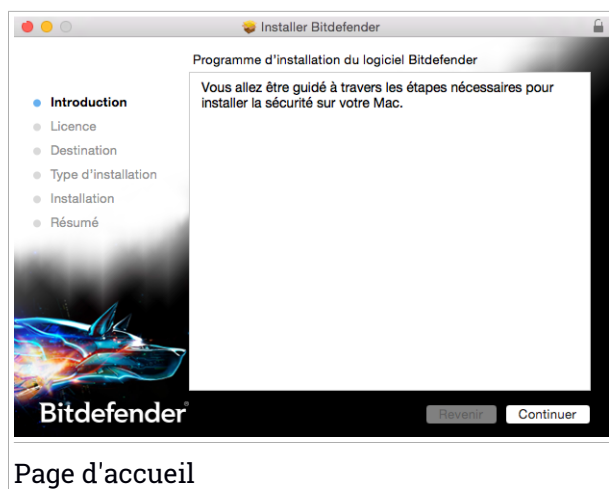 Installer Bitdefender
Programme d'installation du logiciel Bitdefender
Vous allez être guidé à travers les étapes nécessaires pour
installer la sécurité sur votre Mac.
Introduction
Licence
Destination
Type d'installation
Installation
Résumé
Bitdefender®
Revenir
Continuer
Page d'accueil